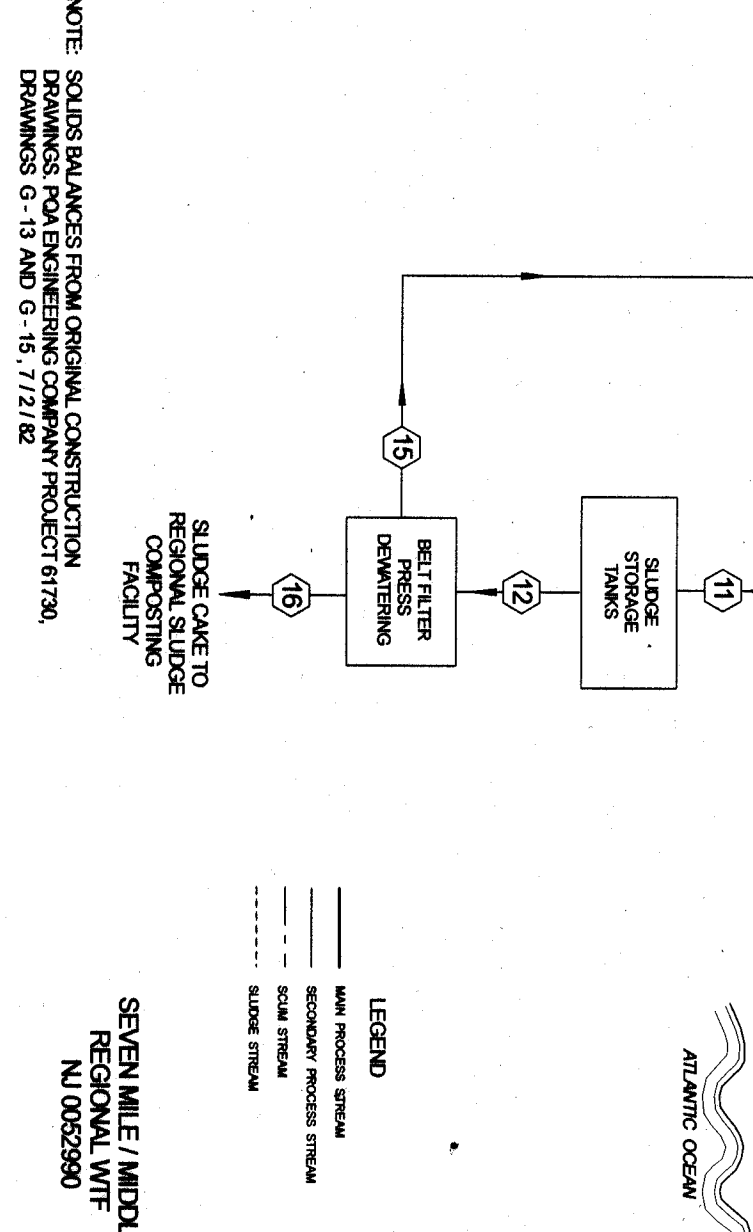 ATLANTIC OCEAN
11
SLUDGE
STORAGE
TANKS
12
BELT FILTER
PRESS
DEWATERING
15
16
SLUDGE CAKE TO
REGIONAL SLUDGE
COMPOSTING
FACILITY
LEGEND
MAIN PROCESS STREAM
SECONDARY PROCESS STREAM
SCUM STREAM
SLUDGE STREAM
NOTE: SOLIDS BALANCES FROM ORIGINAL CONSTRUCTION
DRAWINGS. PQA ENGINEERING COMPANY PROJECT 61730,
DRAWINGS G - 13 AND G - 15 , 7 / 2 / 82
SEVEN MILE / MIDDL
REGIONAL WTF
NJ 0052990